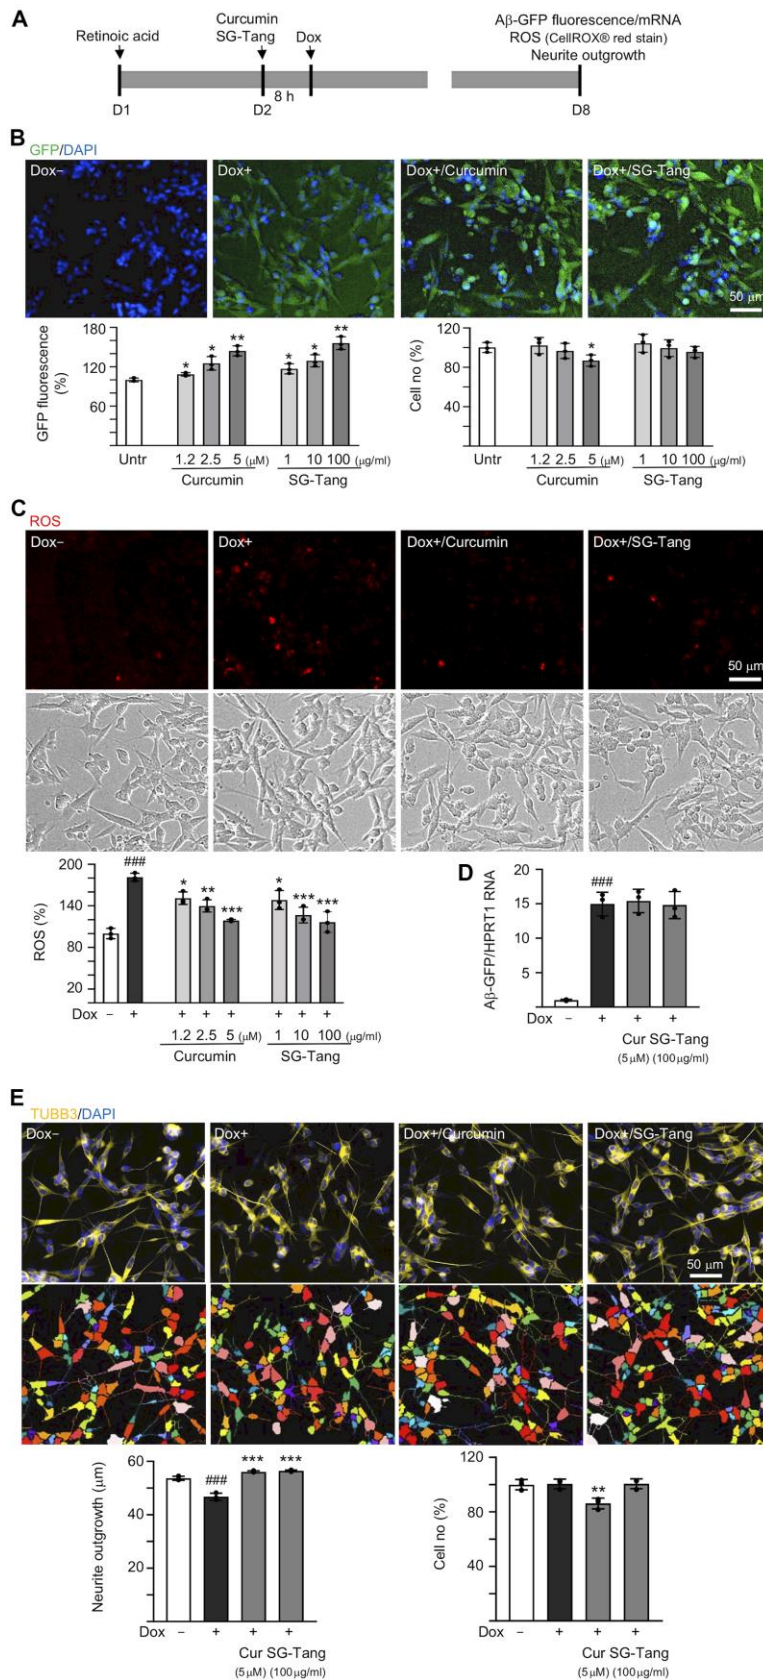 A
Retinoic acid
Curcumin
SG-Tang
Dox
Aβ-GFP fluorescence/mRNA
ROS (CellROX® red stain)
Neurite outgrowth
8 h
D1
D2
D8
B
GFP/DAPI
Dox−
Dox+
Dox+/Curcumin
Dox+/SG-Tang
50 μm
GFP fluorescence
(%)
180
120
60
*
*
**
*
*
**
Untr
1.2 2.5 5 (μM)
1 10 100 (μg/ml)
Curcumin
SG-Tang
Cell no (%)
120
80
40
*
Untr
1.2 2.5 5 (μM)
1 10 100 (μg/ml)
Curcumin
SG-Tang
C
ROS
Dox−
Dox+
Dox+/Curcumin
Dox+/SG-Tang
50 μm
ROS (%)
200
140
80
20
###
*
**
***
*
***
***
Dox − + + + + + + +
1.2 2.5 5 (μM)
1 10 100 (μg/ml)
Curcumin
SG-Tang
D
Aβ-GFP/HPRT1 RNA
20
15
10
5
###
Dox − + + +
Cur SG-Tang
(5 μM) (100 μg/ml)
E
TUBB3/DAPI
Dox−
Dox+
Dox+/Curcumin
Dox+/SG-Tang
50 μm
Neurite outgrowth (μm)
60
40
20
###
***
***
Dox − + + +
Cur SG-Tang
(5 μM) (100 μg/ml)
Cell no (%)
120
80
40
**
Dox − + + +
Cur SG-Tang
(5 μM) (100 μg/ml)